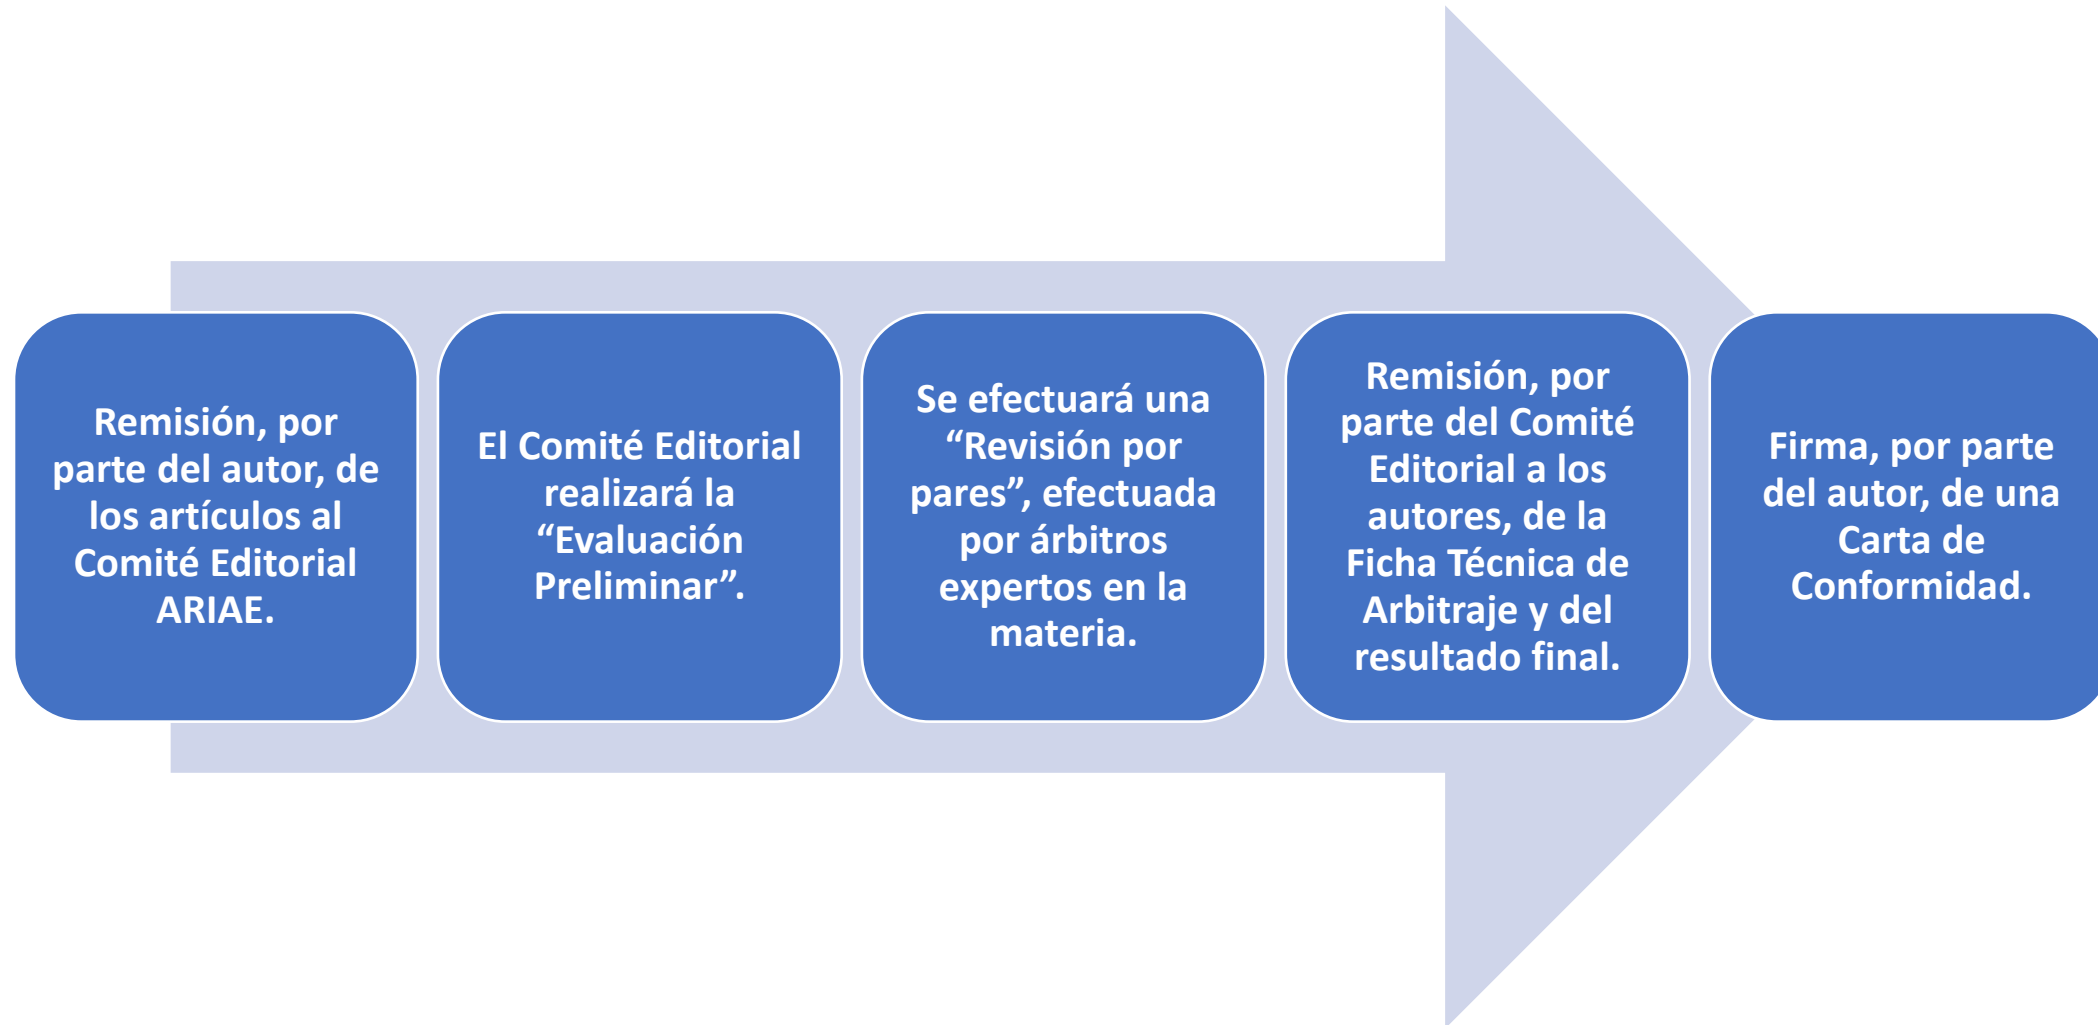 Remisión, por
parte del autor, de
los artículos al
Comité Editorial
ARIAE.
El Comité Editorial
realizará la
“Evaluación
Preliminar”.
Se efectuará una
“Revisión por
pares”, efectuada
por árbitros
expertos en la
materia.
Remisión, por
parte del Comité
Editorial a los
autores, de la
Ficha Técnica de
Arbitraje y del
resultado final.
Firma, por parte
del autor, de una
Carta de
Conformidad.